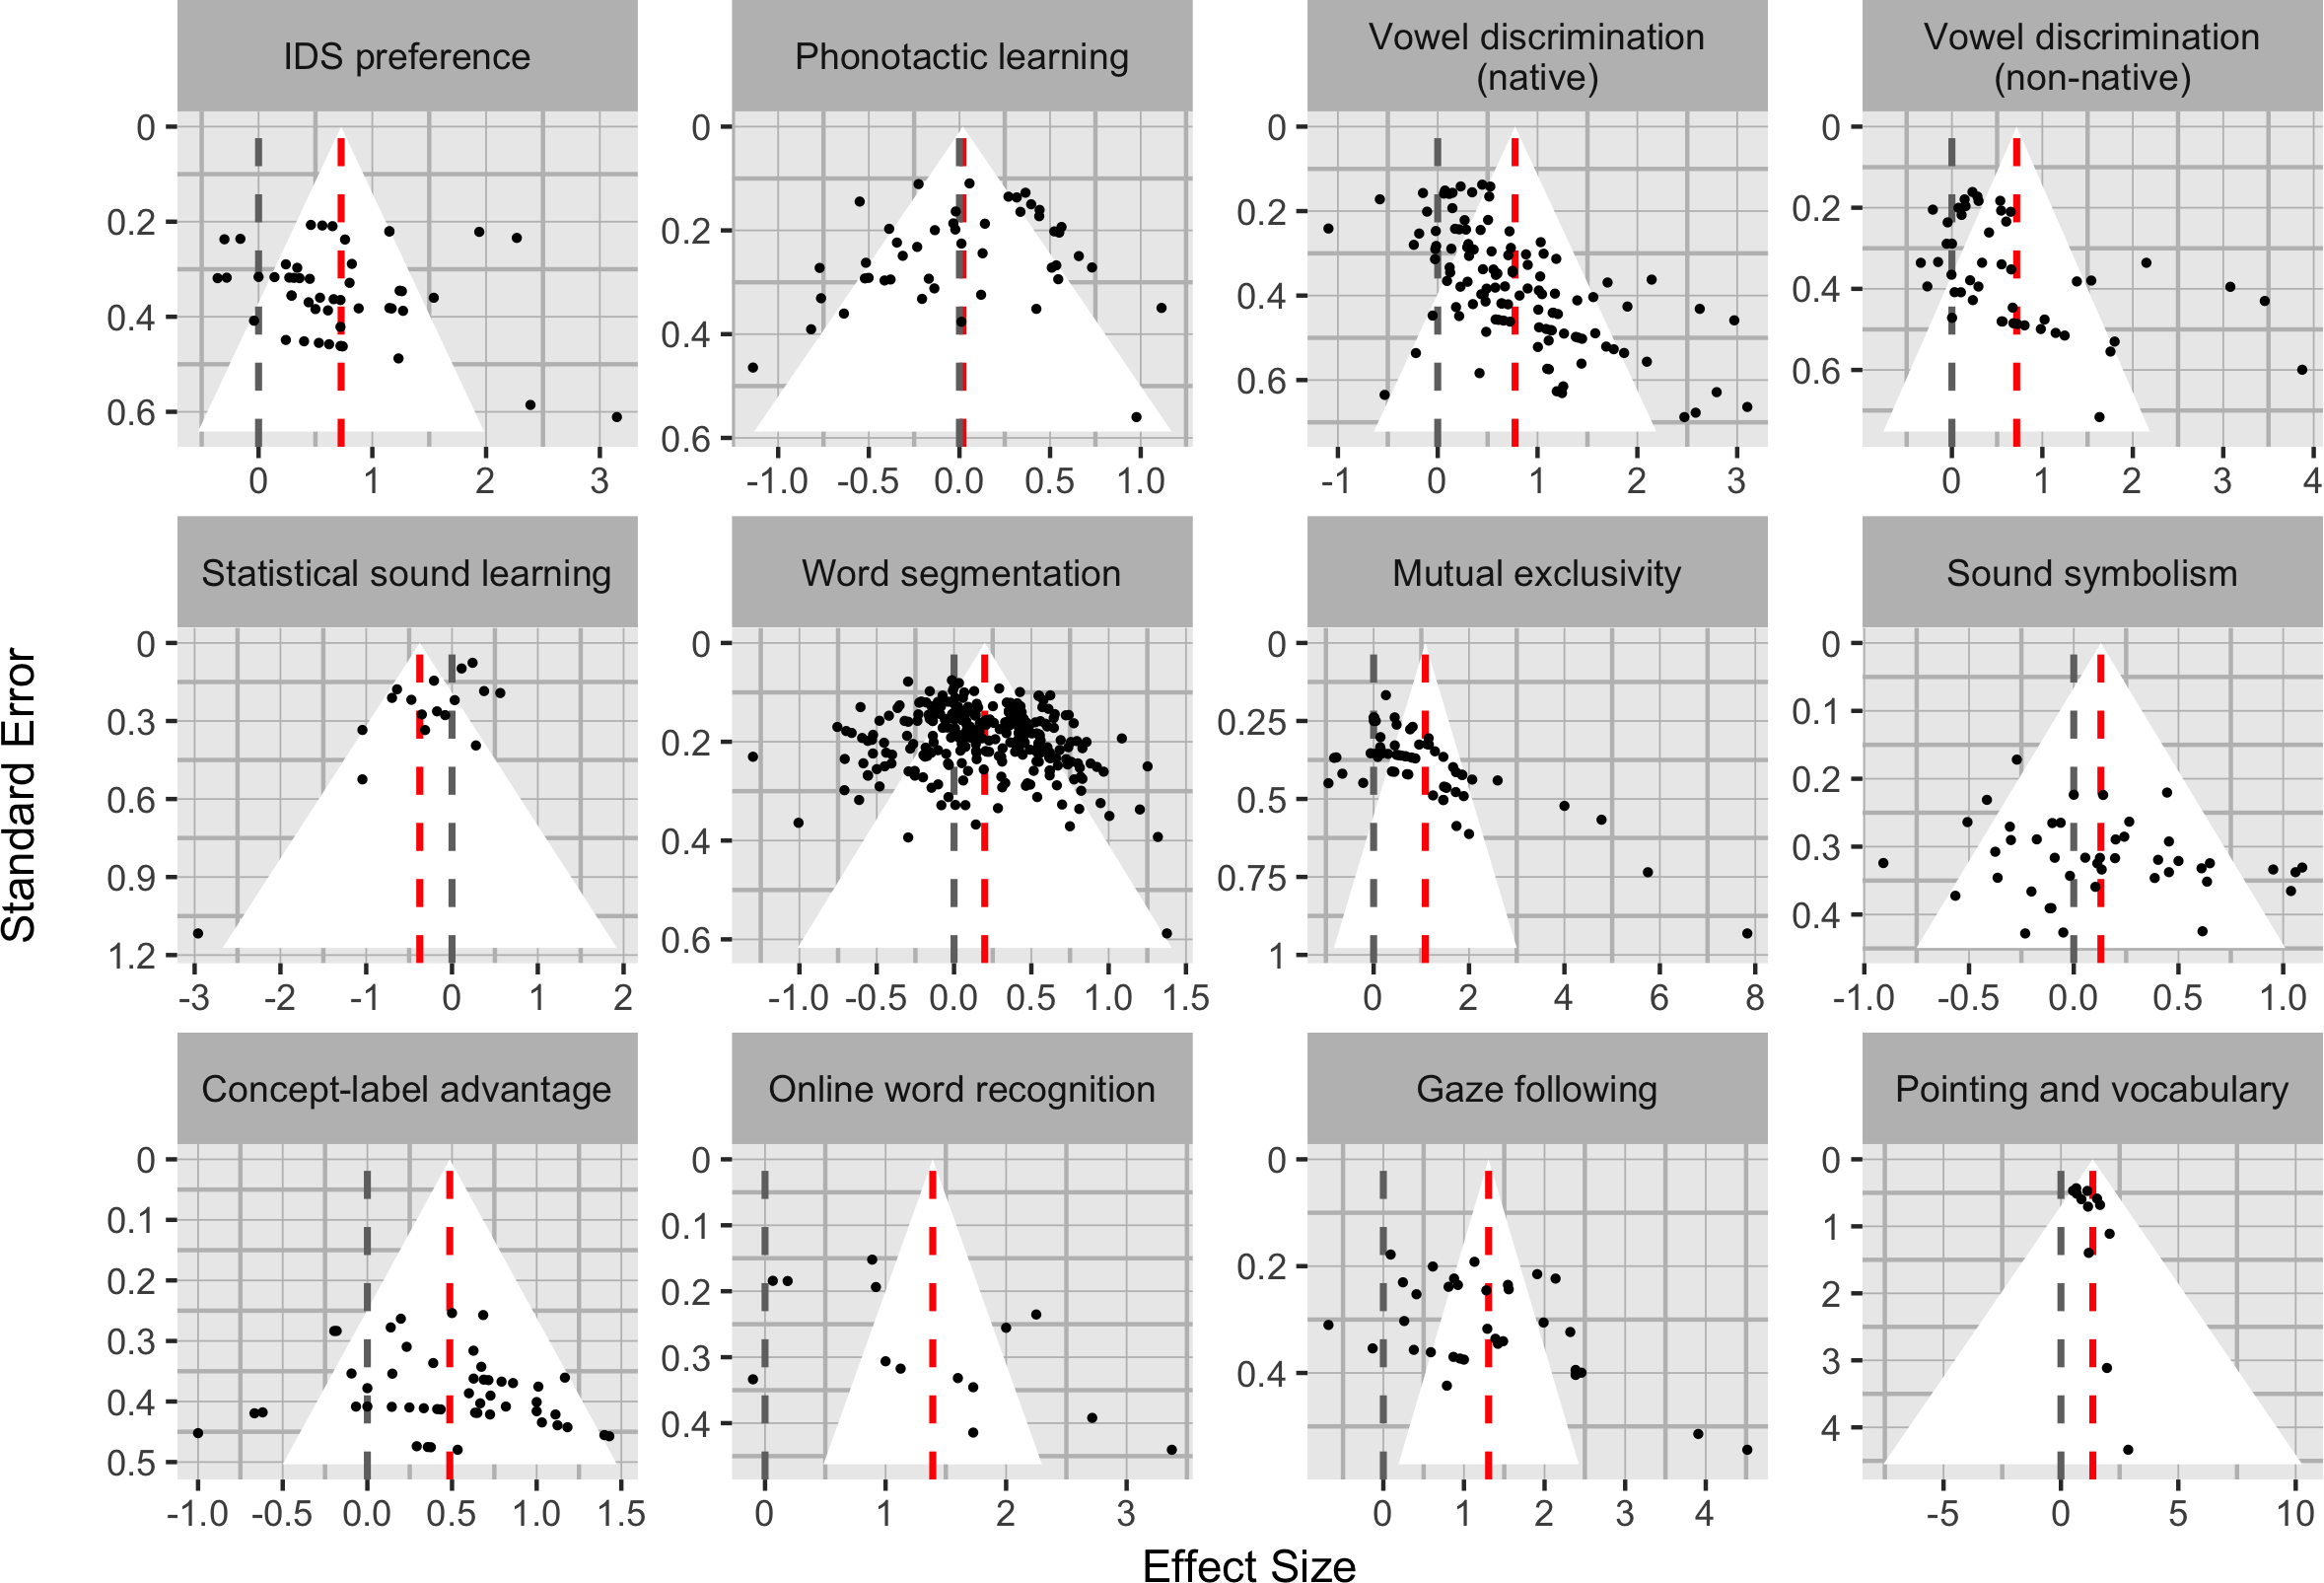 IDS preference
Phonotactic learning
Vowel discrimination
(native)
Vowel discrimination
(non-native)
0
0.2
0.4
0.6
0 1 2 3
0
0.2
0.4
0.6
-1.0 -0.5 0.0 0.5 1.0
0
0.2
0.4
0.6
-1 0 1 2 3
0
0.2
0.4
0.6
0 1 2 3 4
Standard Error
Statistical sound learning
Word segmentation
Mutual exclusivity
Sound symbolism
0
0.3
0.6
0.9
1.2
-3 -2 -1 0 1 2
0
0.2
0.4
0.6
-1.0 -0.5 0.0 0.5 1.0 1.5
0
0.25
0.5
0.75
1
0 2 4 6 8
0
0.1
0.2
0.3
0.4
-1.0 -0.5 0.0 0.5 1.0
Concept-label advantage
Online word recognition
Gaze following
Pointing and vocabulary
0
0.1
0.2
0.3
0.4
0.5
-1.0 -0.5 0.0 0.5 1.0 1.5
0
0.1
0.2
0.3
0.4
0 1 2 3
0
0.2
0.4
0 1 2 3 4
0
1
2
3
4
-5 0 5 10
Effect Size